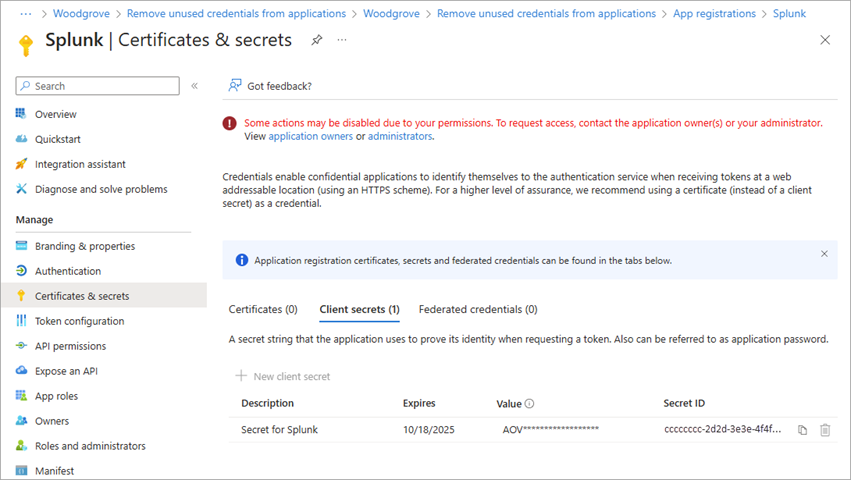 ··· > Woodgrove > Remove unused credentials from applications > Woodgrove > Remove unused credentials from applications > App registrations > Splunk
Splunk | Certificates & secrets ···
Search «
Overview
Quickstart
Integration assistant
Diagnose and solve problems
Manage
Branding & properties
Authentication
Certificates & secrets
Token configuration
API permissions
Expose an API
App roles
Owners
Roles and administrators
Manifest
Got feedback?
Some actions may be disabled due to your permissions. To request access, contact the application owner(s) or your administrator.
View application owners or administrators.
Credentials enable confidential applications to identify themselves to the authentication service when receiving tokens at a web
addressable location (using an HTTPS scheme). For a higher level of assurance, we recommend using a certificate (instead of a client
secret) as a credential.
Application registration certificates, secrets and federated credentials can be found in the tabs below.
Certificates (0) Client secrets (1) Federated credentials (0)
A secret string that the application uses to prove its identity when requesting a token. Also can be referred to as application password.
New client secret
Description Expires Value Secret ID
Secret for Splunk 10/18/2025 AOV****************** cccccccc-2d2d-3e3e-4f4f...